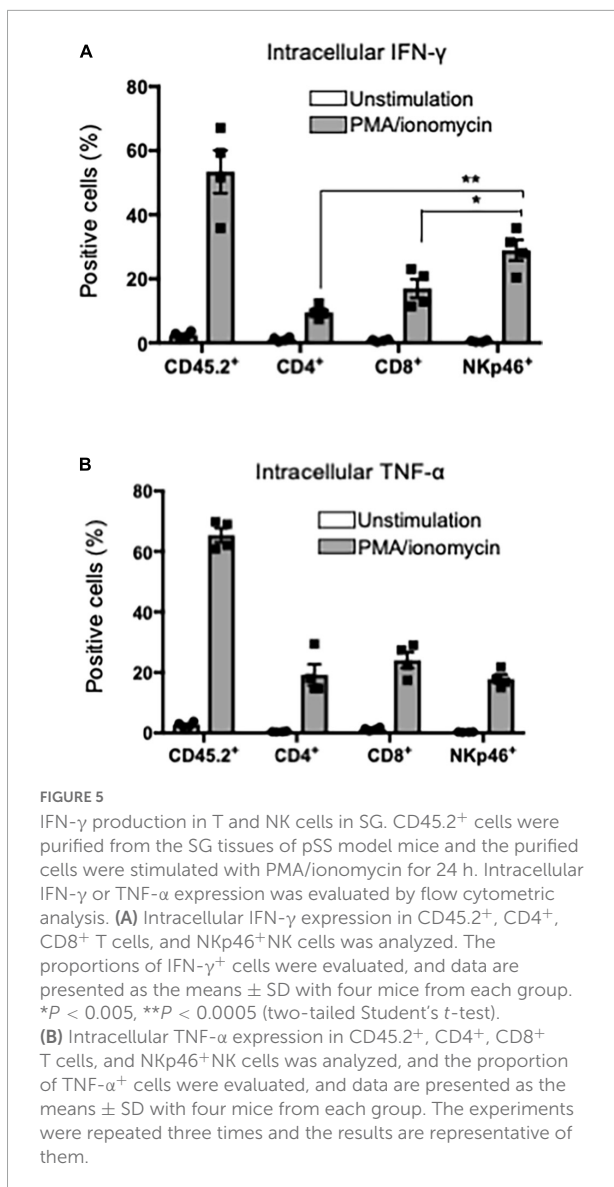 A
Intracellular IFN-γ
Unstimulation
PMA/ionomycin
Positive cells (%)
80
60
40
20
0
**
*
CD45.2⁺ CD4⁺ CD8⁺ NKp46⁺
B
Intracellular TNF-α
Unstimulation
PMA/ionomycin
Positive cells (%)
80
60
40
20
0
CD45.2⁺ CD4⁺ CD8⁺ NKp46⁺
FIGURE 5
IFN-γ production in T and NK cells in SG. CD45.2⁺ cells were
purified from the SG tissues of pSS model mice and the purified
cells were stimulated with PMA/ionomycin for 24 h. Intracellular
IFN-γ or TNF-α expression was evaluated by flow cytometric
analysis. (A) Intracellular IFN-γ expression in CD45.2⁺, CD4⁺,
CD8⁺ T cells, and NKp46⁺NK cells was analyzed. The
proportions of IFN-γ⁺ cells were evaluated, and data are
presented as the means ± SD with four mice from each group.
*P < 0.005, **P < 0.0005 (two-tailed Student's t-test).
(B) Intracellular TNF-α expression in CD45.2⁺, CD4⁺, CD8⁺
T cells, and NKp46⁺NK cells was analyzed, and the proportion
of TNF-α⁺ cells were evaluated, and data are presented as the
means ± SD with four mice from each group. The experiments
were repeated three times and the results are representative of
them.